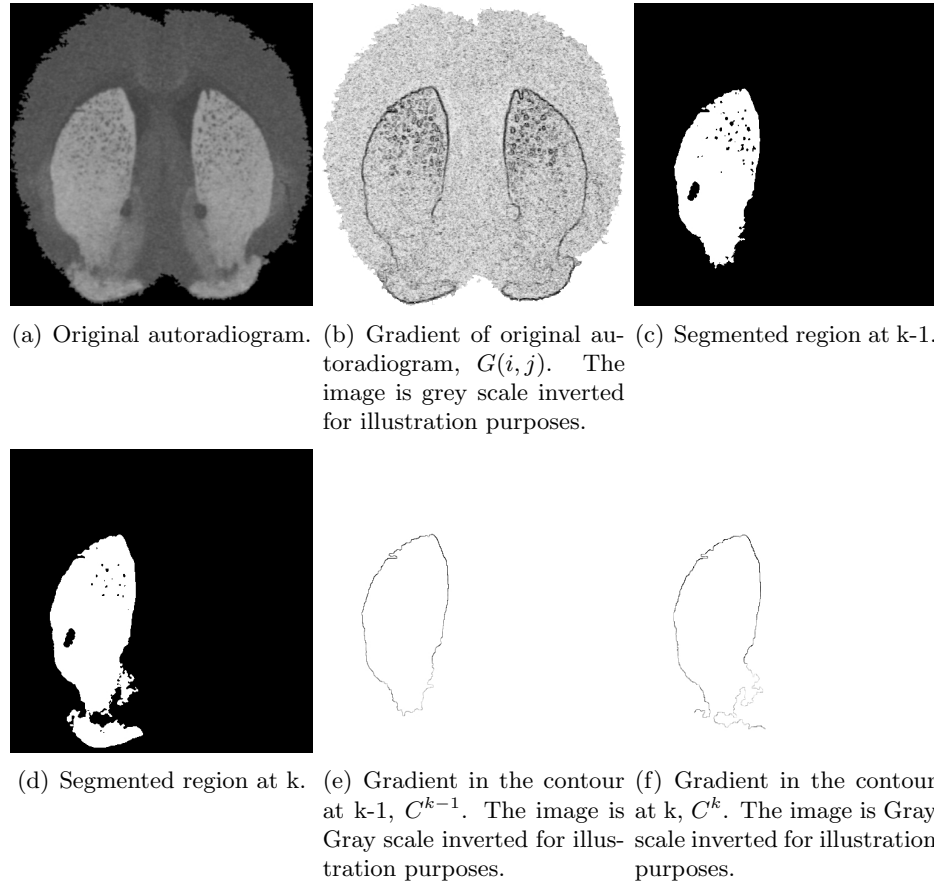 (a) Original autoradiogram.
(b) Gradient of original au-
toradiogram, G(i, j). The
image is grey scale inverted
for illustration purposes.
(c) Segmented region at k-1.
(d) Segmented region at k.
(e) Gradient in the contour
at k-1, C^{k−1}. The image is
Gray scale inverted for illus-
tration purposes.
(f) Gradient in the contour
at k, C^k. The image is Gray
scale inverted for illustration
purposes.